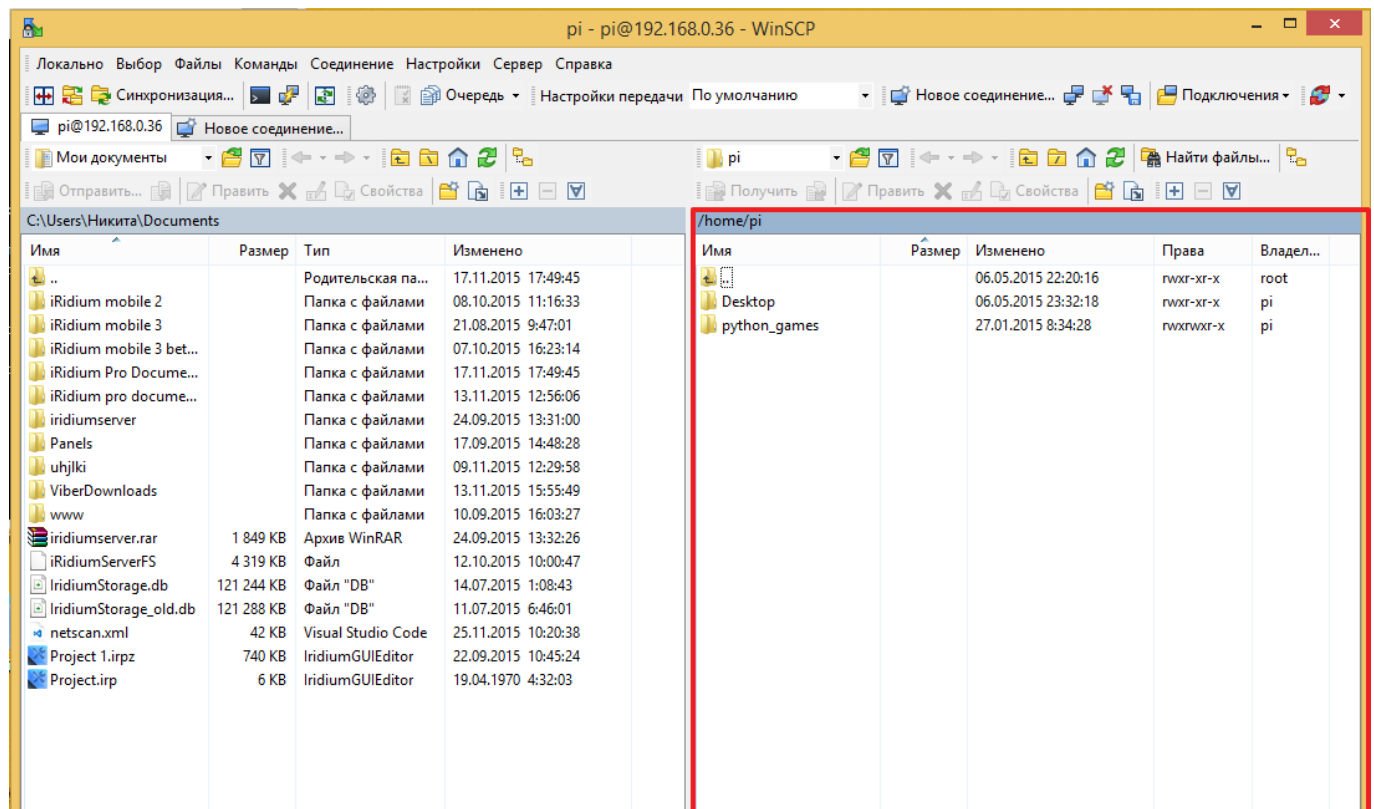 pi - pi@192.168.0.36 - WinSCP
Локально Выбор Файлы Команды Соединение Настройки Сервер Справка
Синхронизация... Очередь Настройки передачи По умолчанию Новое соединение... Подключения
pi@192.168.0.36 Новое соединение...
Мои документы pi Найти файлы...
Отправить... Править Свойства Получить Править Свойства
C:\Users\Никита\Documents /home/pi
Имя Размер Тип Изменено Имя Размер Изменено Права Владел...
.. Родительская па... 17.11.2015 17:49:45 .. 06.05.2015 22:20:16 rwxr-xr-x root
iRidium mobile 2 Папка с файлами 08.10.2015 11:16:33 Desktop 06.05.2015 23:32:18 rwxr-xr-x pi
iRidium mobile 3 Папка с файлами 21.08.2015 9:47:01 python_games 27.01.2015 8:34:28 rwxrwxr-x pi
iRidium mobile 3 bet... Папка с файлами 07.10.2015 16:23:14
iRidium Pro Docume... Папка с файлами 17.11.2015 17:49:45
iRidium pro docume... Папка с файлами 13.11.2015 12:56:06
iridiumserver Папка с файлами 24.09.2015 13:31:00
Panels Папка с файлами 17.09.2015 14:48:28
uhjlki Папка с файлами 09.11.2015 12:29:58
ViberDownloads Папка с файлами 13.11.2015 15:55:49
www Папка с файлами 10.09.2015 16:03:27
iridiumserver.rar 1 849 KB Архив WinRAR 24.09.2015 13:32:26
iRidiumServerFS 4 319 KB Файл 12.10.2015 10:00:47
IridiumStorage.db 121 244 KB Файл "DB" 14.07.2015 1:08:43
IridiumStorage_old.db 121 288 KB Файл "DB" 11.07.2015 6:46:01
netscan.xml 42 KB Visual Studio Code 25.11.2015 10:20:38
Project 1.irpz 740 KB IridiumGUIEditor 22.09.2015 10:45:24
Project.irp 6 KB IridiumGUIEditor 19.04.1970 4:32:03